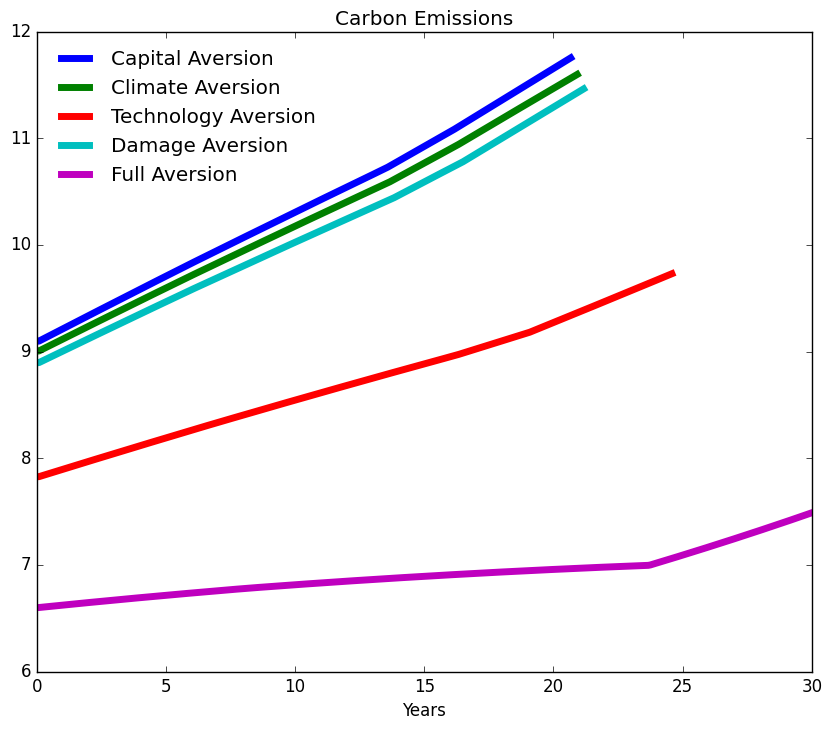 Carbon Emissions
12
11
10
9
8
7
6
Capital Aversion
Climate Aversion
Technology Aversion
Damage Aversion
Full Aversion
0 5 10 15 20 25 30
Years